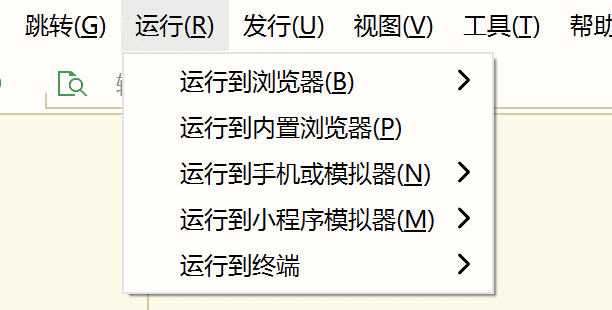 跳转(G) 运行(R) 发行(U) 视图(V) 工具(T) 帮助
运行到浏览器(B)
运行到内置浏览器(P)
运行到手机或模拟器(N)
运行到小程序模拟器(M)
运行到终端